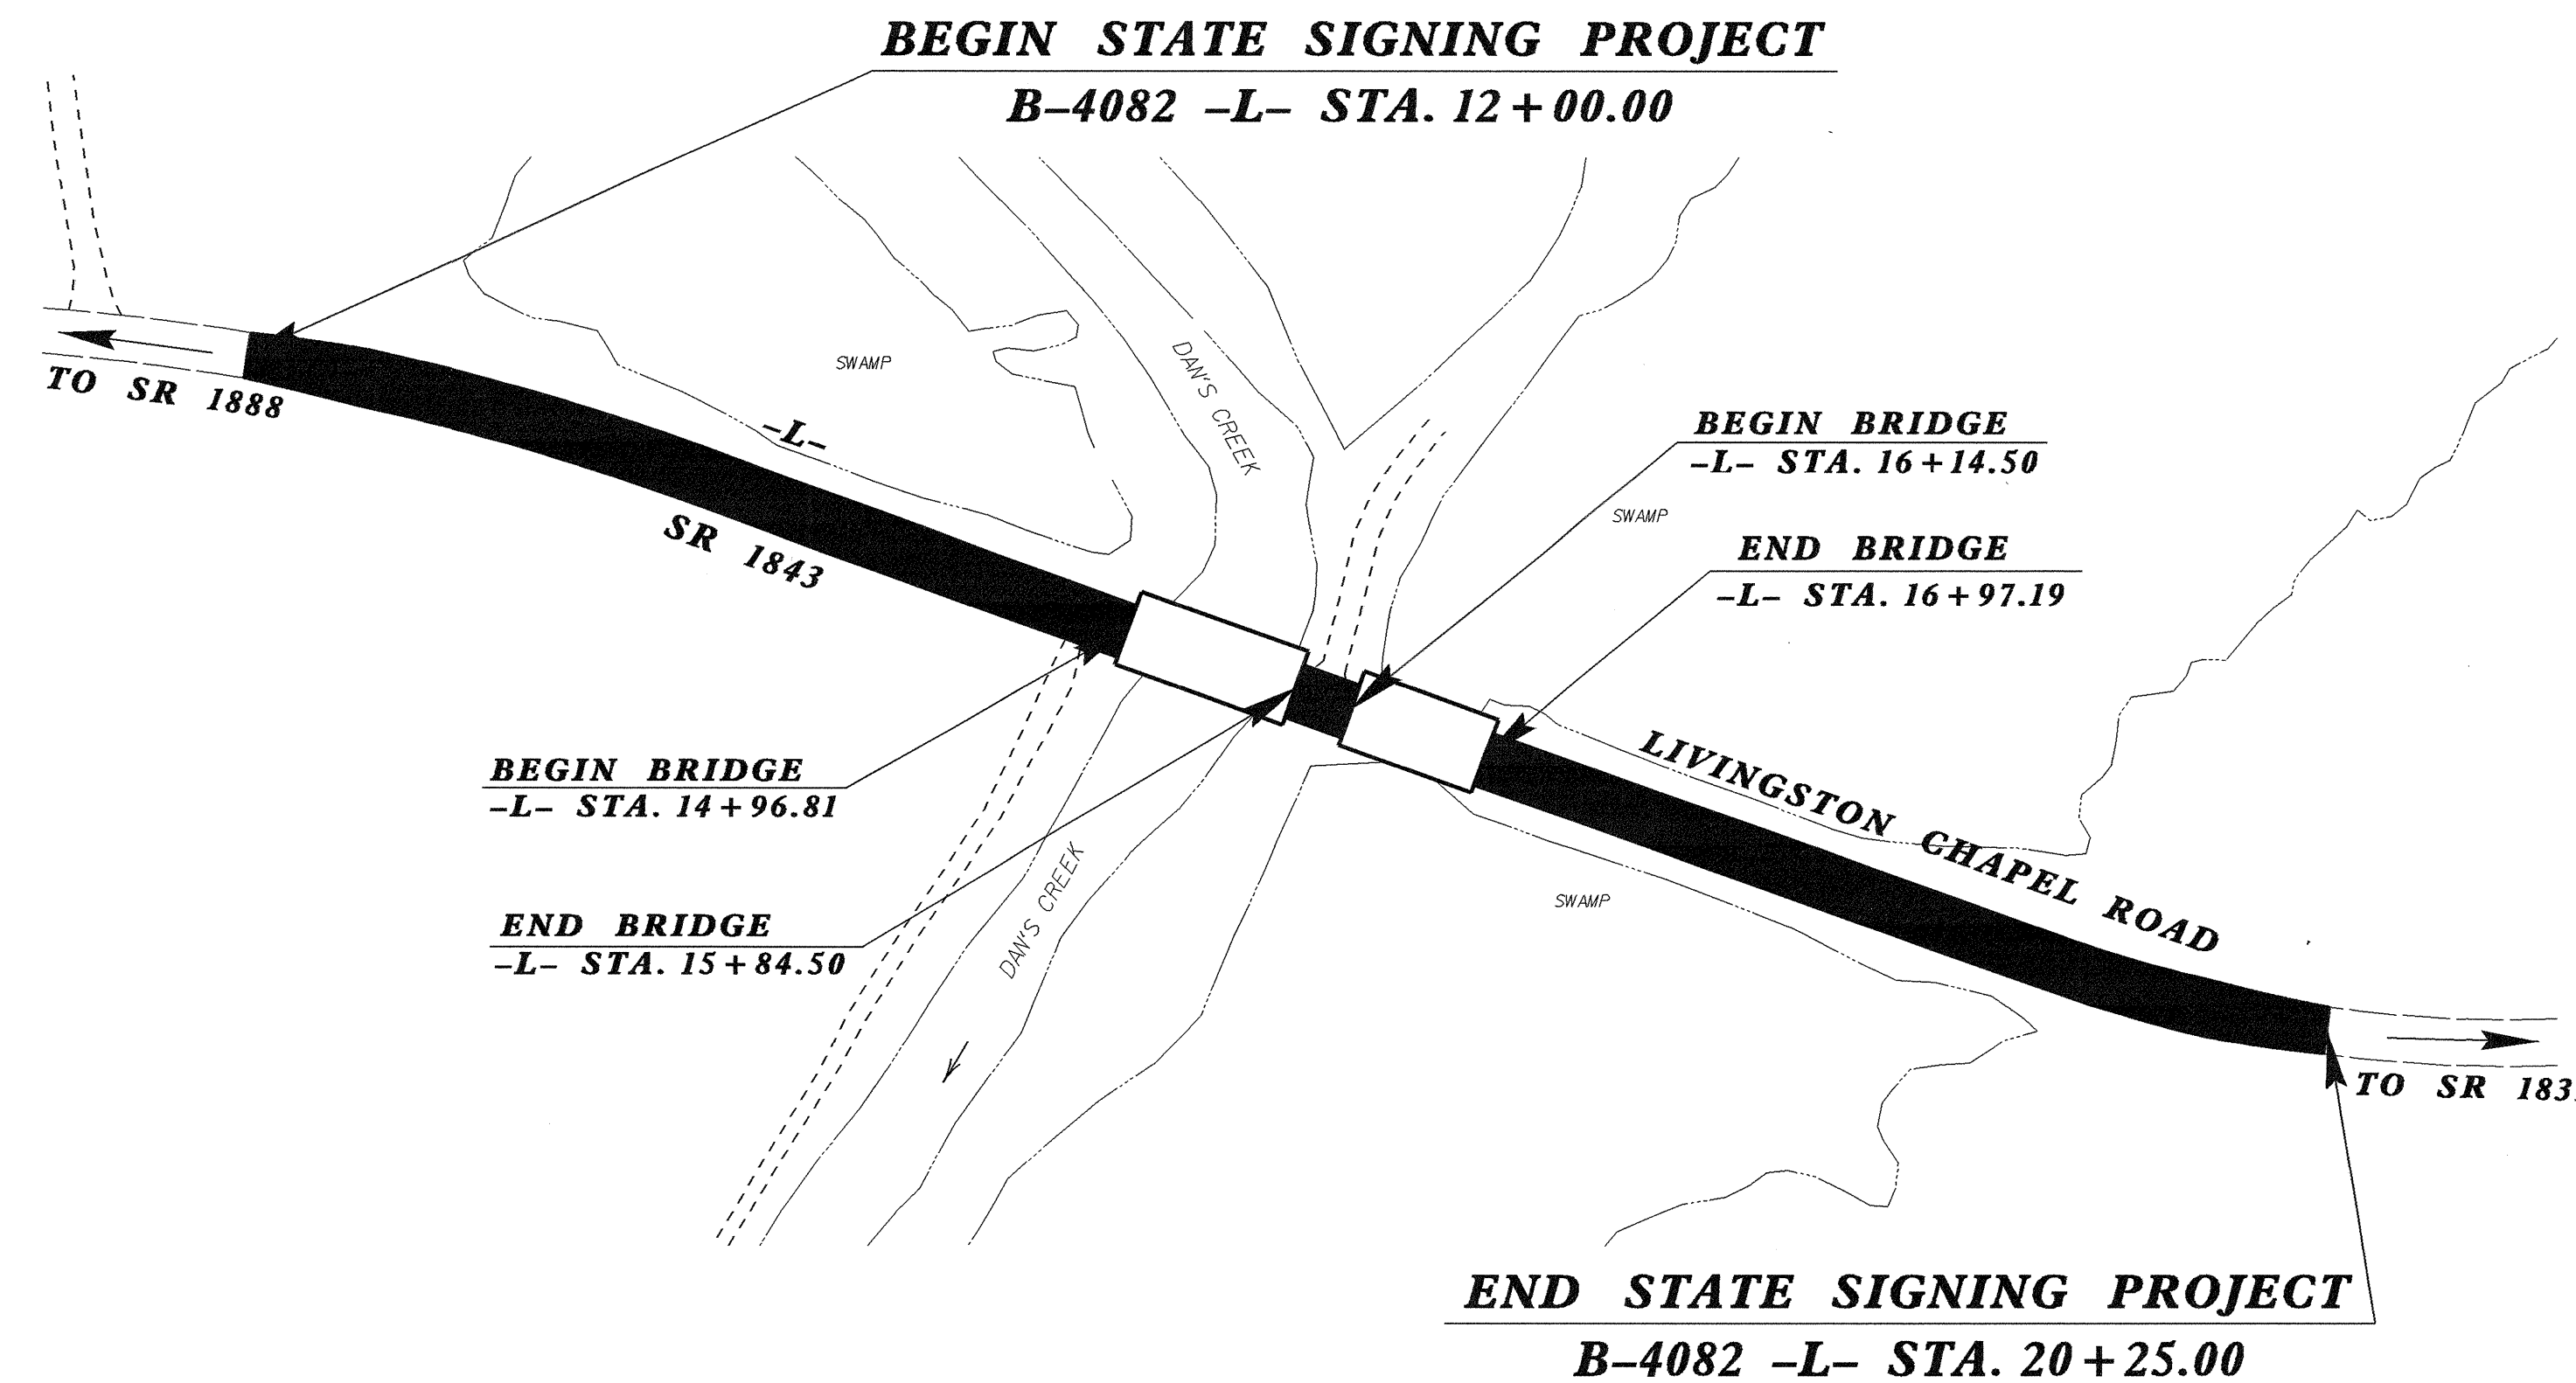 BEGIN STATE SIGNING PROJECT
B–4082 –L– STA. 12+00.00
TO SR 1888
SWAMP
DAN'S CREEK
–L–
SR 1843
BEGIN BRIDGE
–L– STA. 16+14.50
SWAMP
END BRIDGE
–L– STA. 16+97.19
BEGIN BRIDGE
–L– STA. 14+96.81
LIVINGSTON CHAPEL ROAD
END BRIDGE
–L– STA. 15+84.50
DAN'S CREEK
SWAMP
TO SR
END STATE SIGNING PROJECT
B–4082 –L– STA. 20+25.00